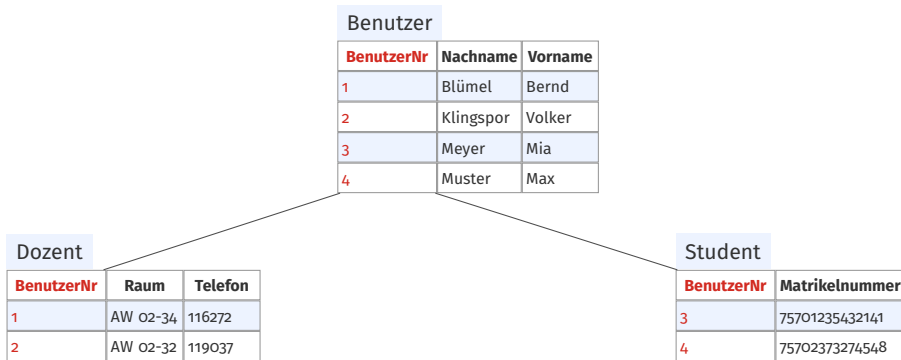 Benutzer
BenutzerNr Nachname Vorname
1 Blümel Bernd
2 Klingspor Volker
3 Meyer Mia
4 Muster Max
Dozent
BenutzerNr Raum Telefon
1 AW 02-34 116272
2 AW 02-32 119037
Student
BenutzerNr Matrikelnummer
3 75701235432141
4 75702373274548